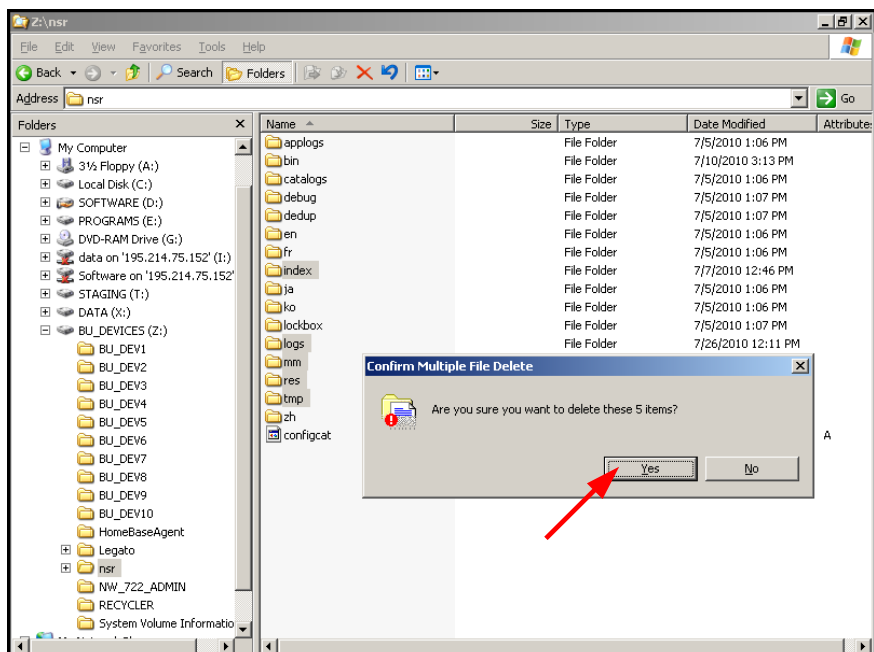 Z:\nsr
File Edit View Favorites Tools Help
Back Search Folders
Address nsr Go
Folders
My Computer
3½ Floppy (A:)
Local Disk (C:)
SOFTWARE (D:)
PROGRAMS (E:)
DVD-RAM Drive (G:)
data on '195.214.75.152' (I:)
Software on '195.214.75.152'
STAGING (T:)
DATA (X:)
BU_DEVICES (Z:)
BU_DEV1
BU_DEV2
BU_DEV3
BU_DEV4
BU_DEV5
BU_DEV6
BU_DEV7
BU_DEV8
BU_DEV9
BU_DEV10
HomeBaseAgent
Legato
nsr
NW_722_ADMIN
RECYCLER
System Volume Informatio
Name Size Type Date Modified Attribute
applogs File Folder 7/5/2010 1:06 PM
bin File Folder 7/10/2010 3:13 PM
catalogs File Folder 7/5/2010 1:06 PM
debug File Folder 7/5/2010 1:07 PM
dedup File Folder 7/5/2010 1:07 PM
en File Folder 7/5/2010 1:06 PM
fr File Folder 7/5/2010 1:06 PM
index File Folder 7/7/2010 12:46 PM
ja File Folder 7/5/2010 1:06 PM
ko File Folder 7/5/2010 1:06 PM
lockbox File Folder 7/5/2010 1:07 PM
logs File Folder 7/26/2010 12:11 PM
mm
res
tmp
zh
configcat A
Confirm Multiple File Delete
Are you sure you want to delete these 5 items?
Yes No